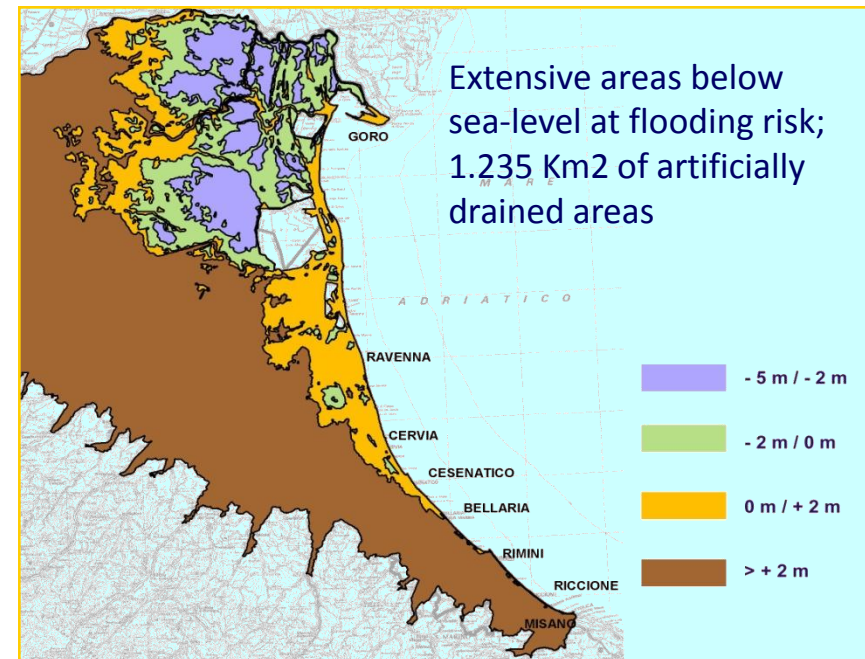 Extensive areas below
sea-level at flooding risk;
1.235 Km2 of artificially
drained areas
GORO
MARE
ADRIATICO
RAVENNA
CERVIA
CESENATICO
BELLARIA
RIMINI
RICCIONE
MISANO
- 5 m / - 2 m
- 2 m / 0 m
0 m / + 2 m
> + 2 m